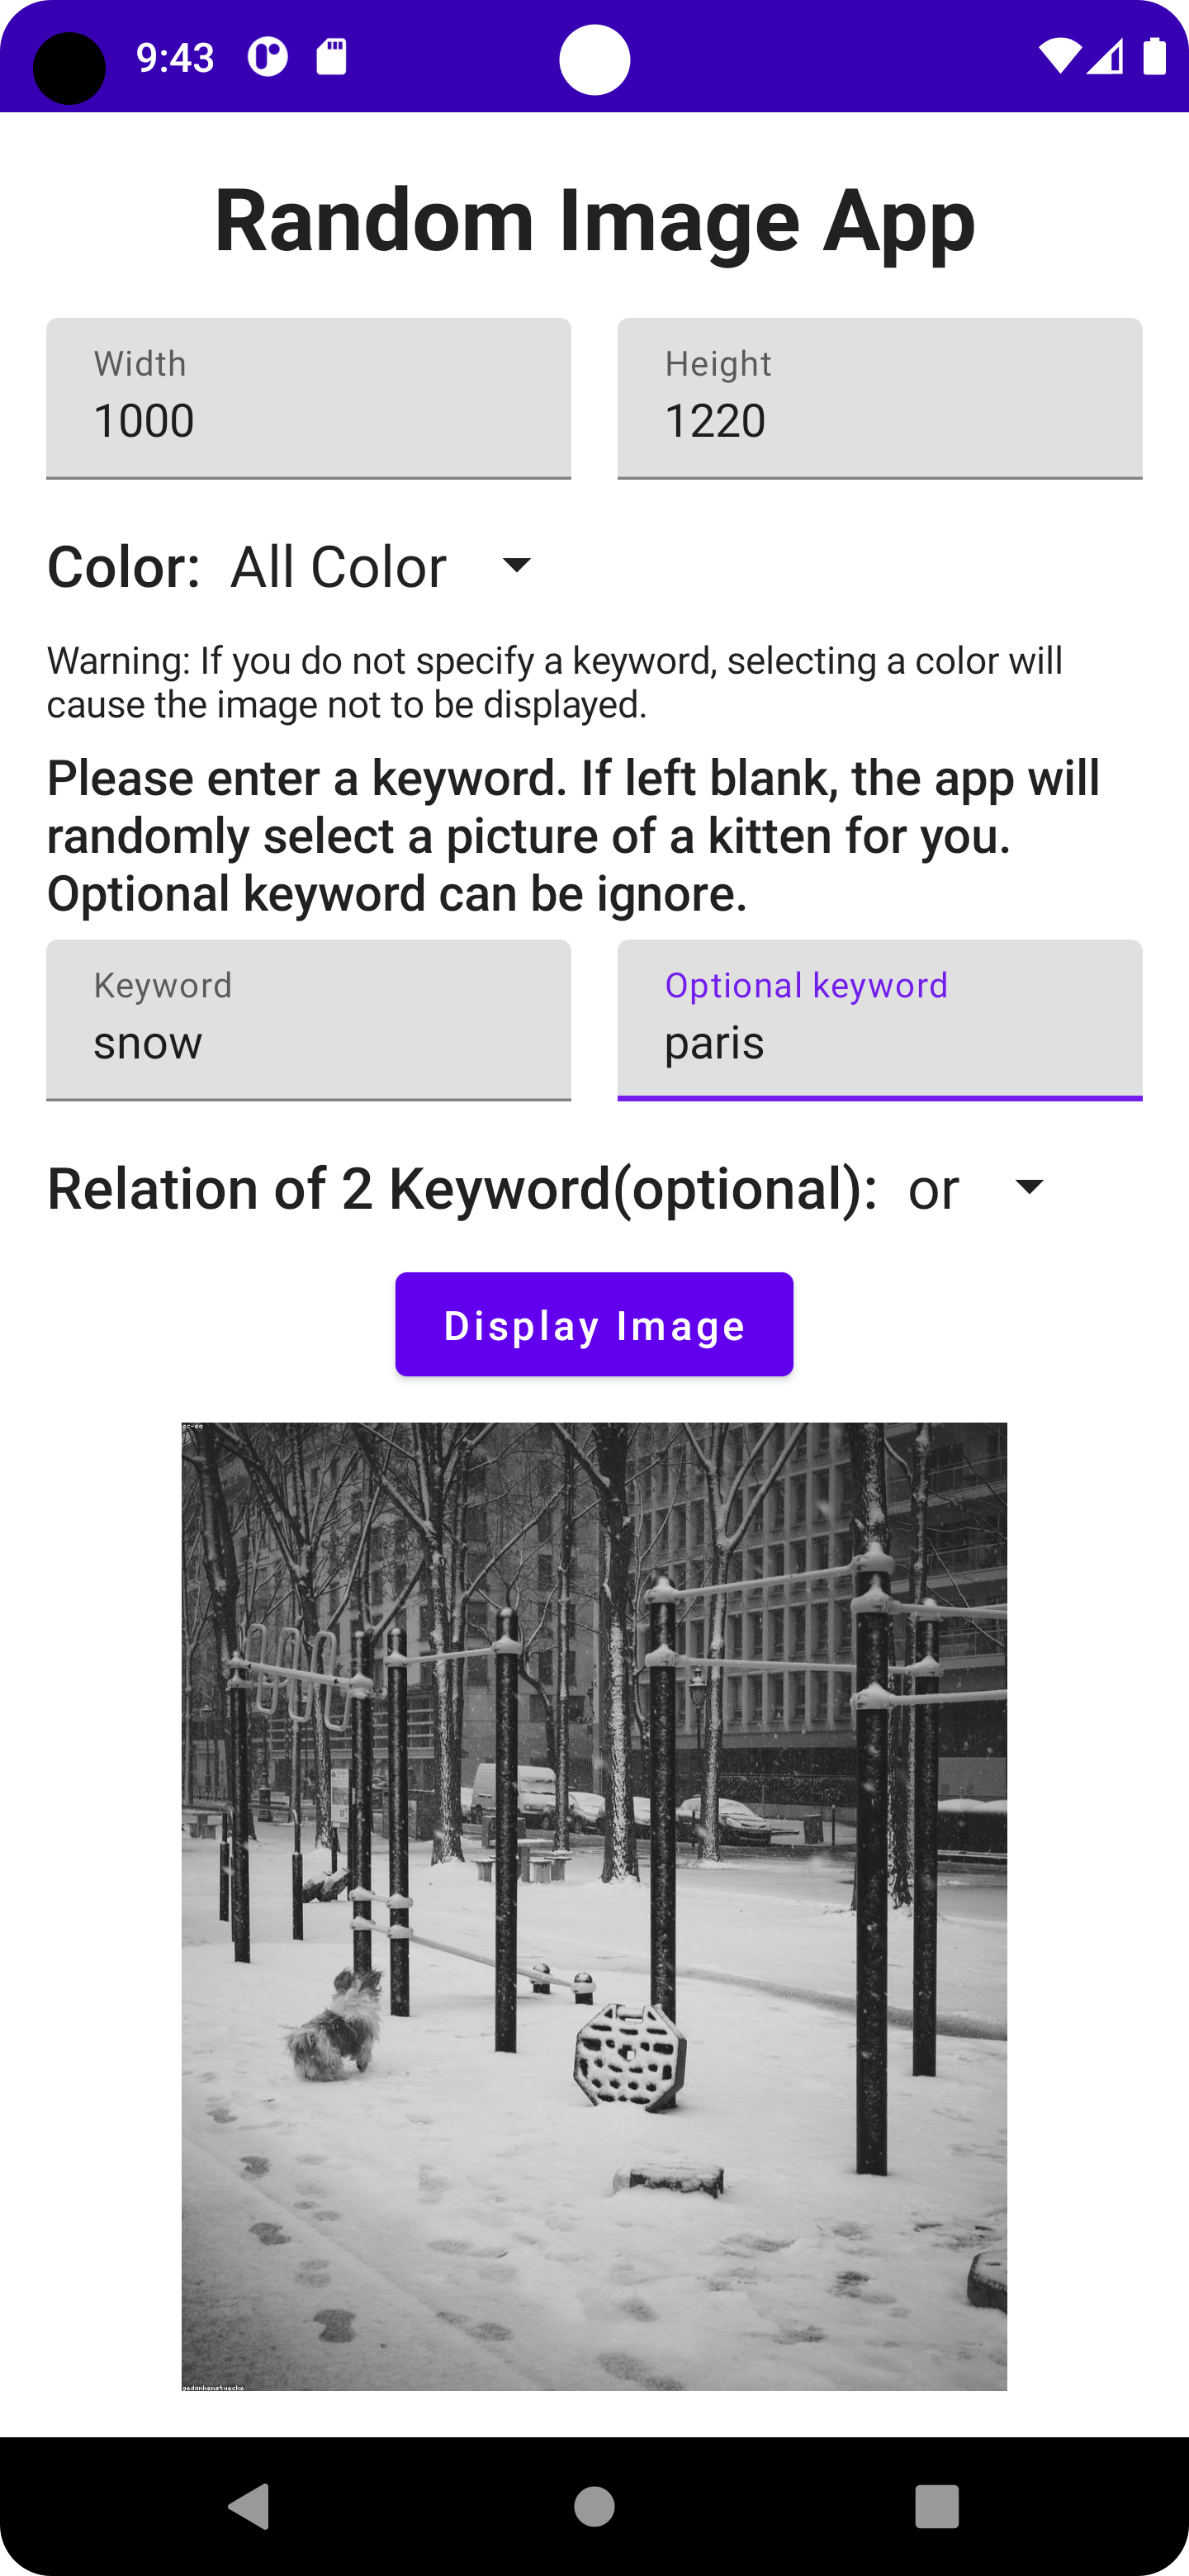 9:43
Random Image App
Width
Height
1000
1220
Color: All Color
Warning: If you do not specify a keyword, selecting a color will
cause the image not to be displayed.
Please enter a keyword. If left blank, the app will
randomly select a picture of a kitten for you.
Optional keyword can be ignore.
Keyword
Optional keyword
snow
paris
Relation of 2 Keyword(optional): or
Display Image
cc-sa
gedankenstuecke